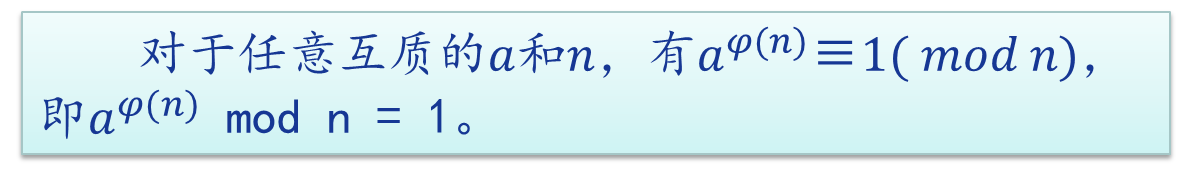 对于任意互质的a和n，有a^φ(n)≡1( mod n)，
即a^φ(n) mod n = 1。